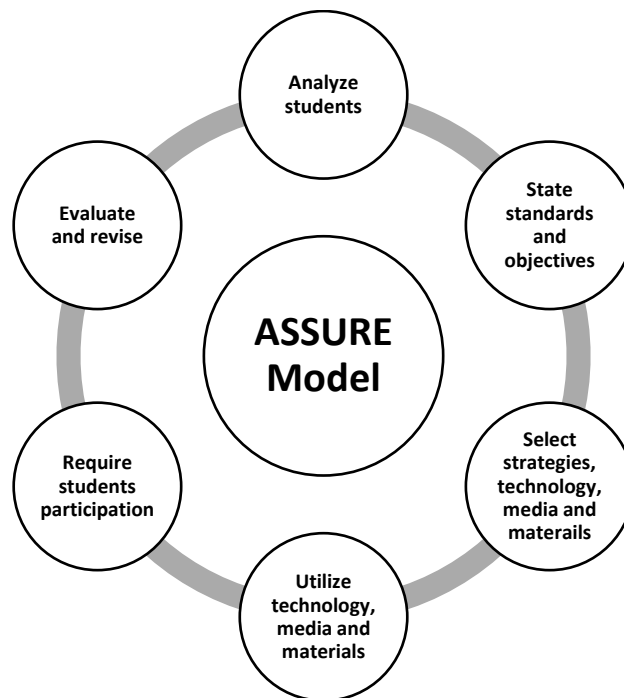 Analyze
students
State
standards
and
objectives
Select
strategies,
technology,
media and
materails
Utilize
technology,
media and
materials
Require
students
participation
Evaluate
and revise
ASSURE
Model